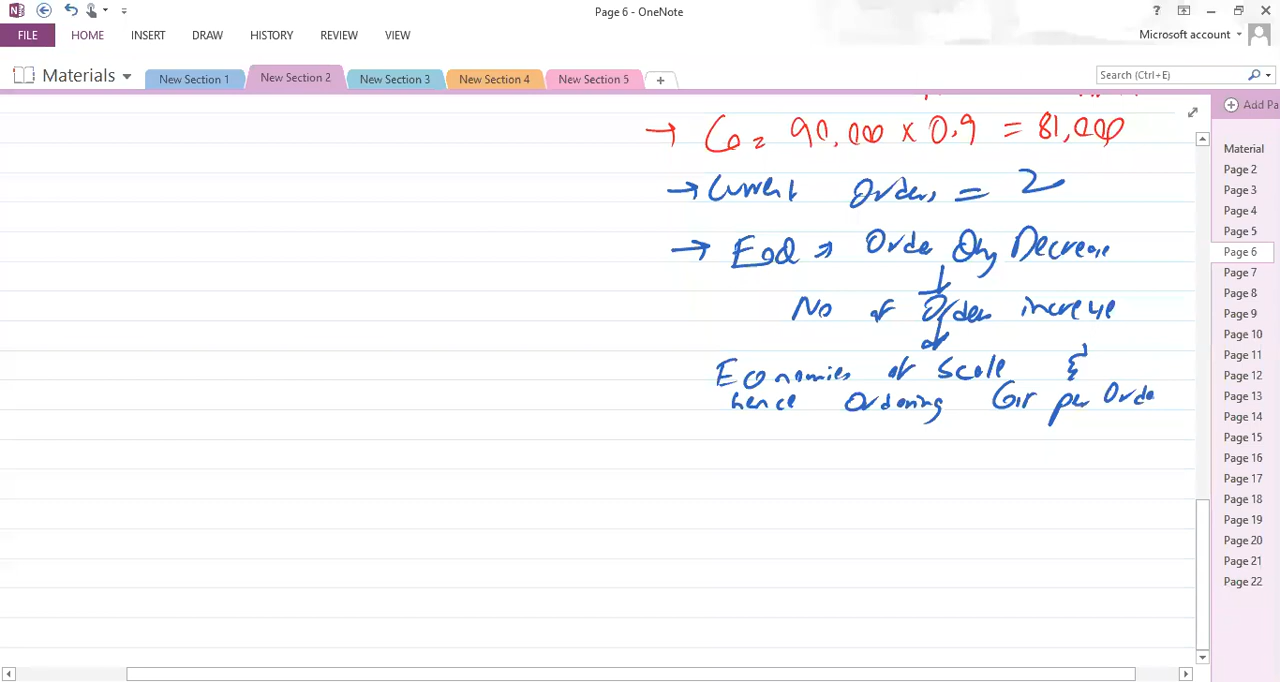 Page 6 - OneNote
FILE HOME INSERT DRAW HISTORY REVIEW VIEW
Microsoft account
Materials New Section 1 New Section 2 New Section 3 New Section 4 New Section 5
Search (Ctrl+E)
Add Pa
→ Co = 90,000 x 0.9 = 81,000
→ Current Orders = 2
→ EOQ ⇒ Order Qty Decrease
No of Orders increase
Economies of Scale &
hence Ordering Cost per Orde
Material
Page 2
Page 3
Page 4
Page 5
Page 6
Page 7
Page 8
Page 9
Page 10
Page 11
Page 12
Page 13
Page 14
Page 15
Page 16
Page 17
Page 18
Page 19
Page 20
Page 21
Page 22